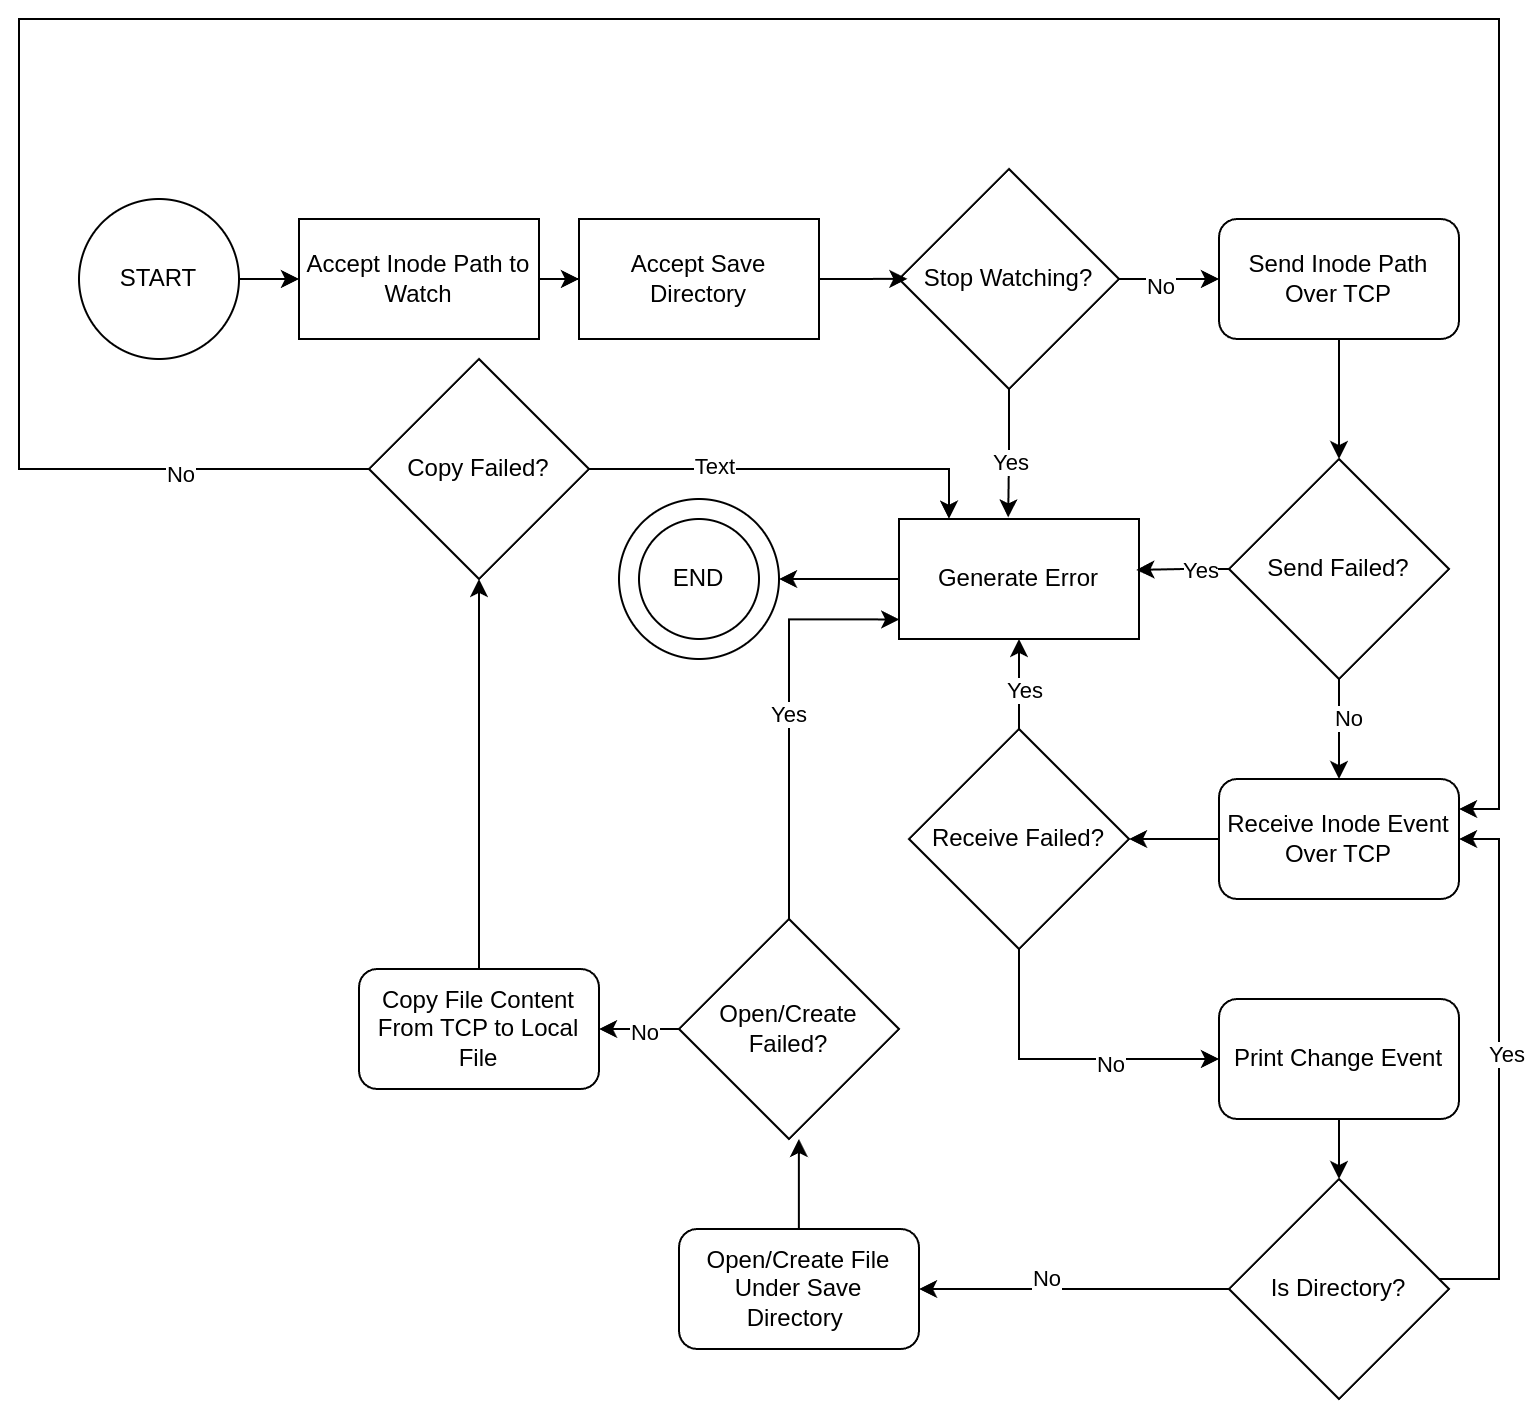 START
Accept Inode Path to
Watch
Accept Save
Directory
Stop Watching?
No
Send Inode Path
Over TCP
Copy Failed?
No
Text
Yes
END
Generate Error
Yes
Send Failed?
Yes
No
Yes
Receive Failed?
Receive Inode Event
Over TCP
Copy File Content
From TCP to Local
File
No
Open/Create
Failed?
No
Print Change Event
Yes
Open/Create File
Under Save
Directory
No
Is Directory?